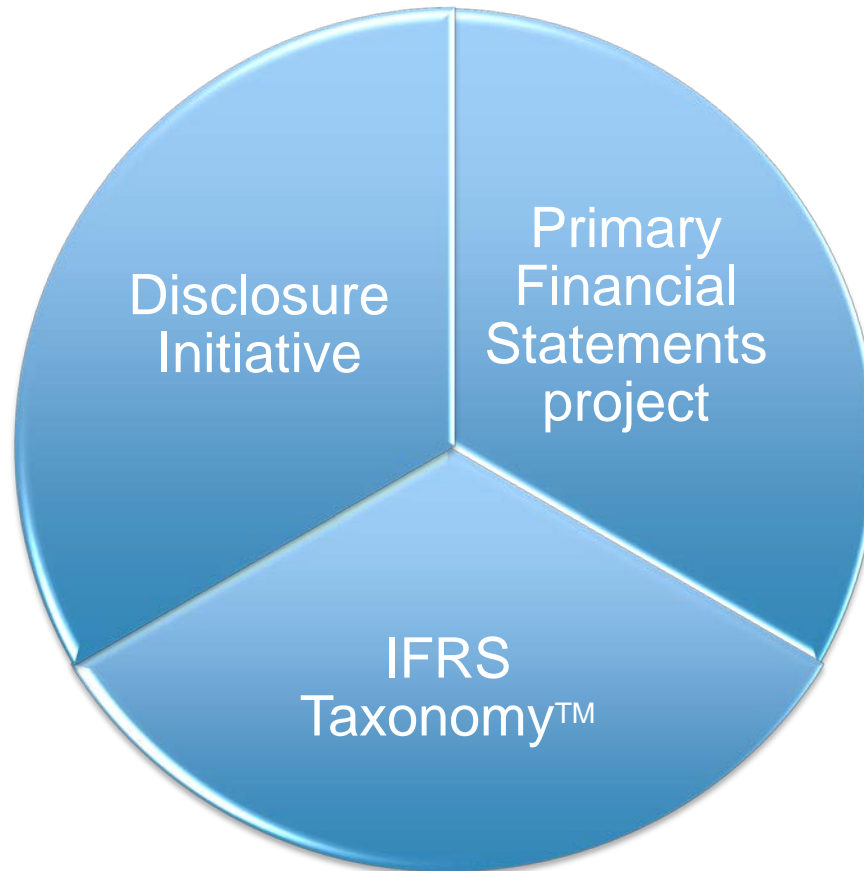 Disclosure
Initiative
Primary
Financial
Statements
project
IFRS
Taxonomy™